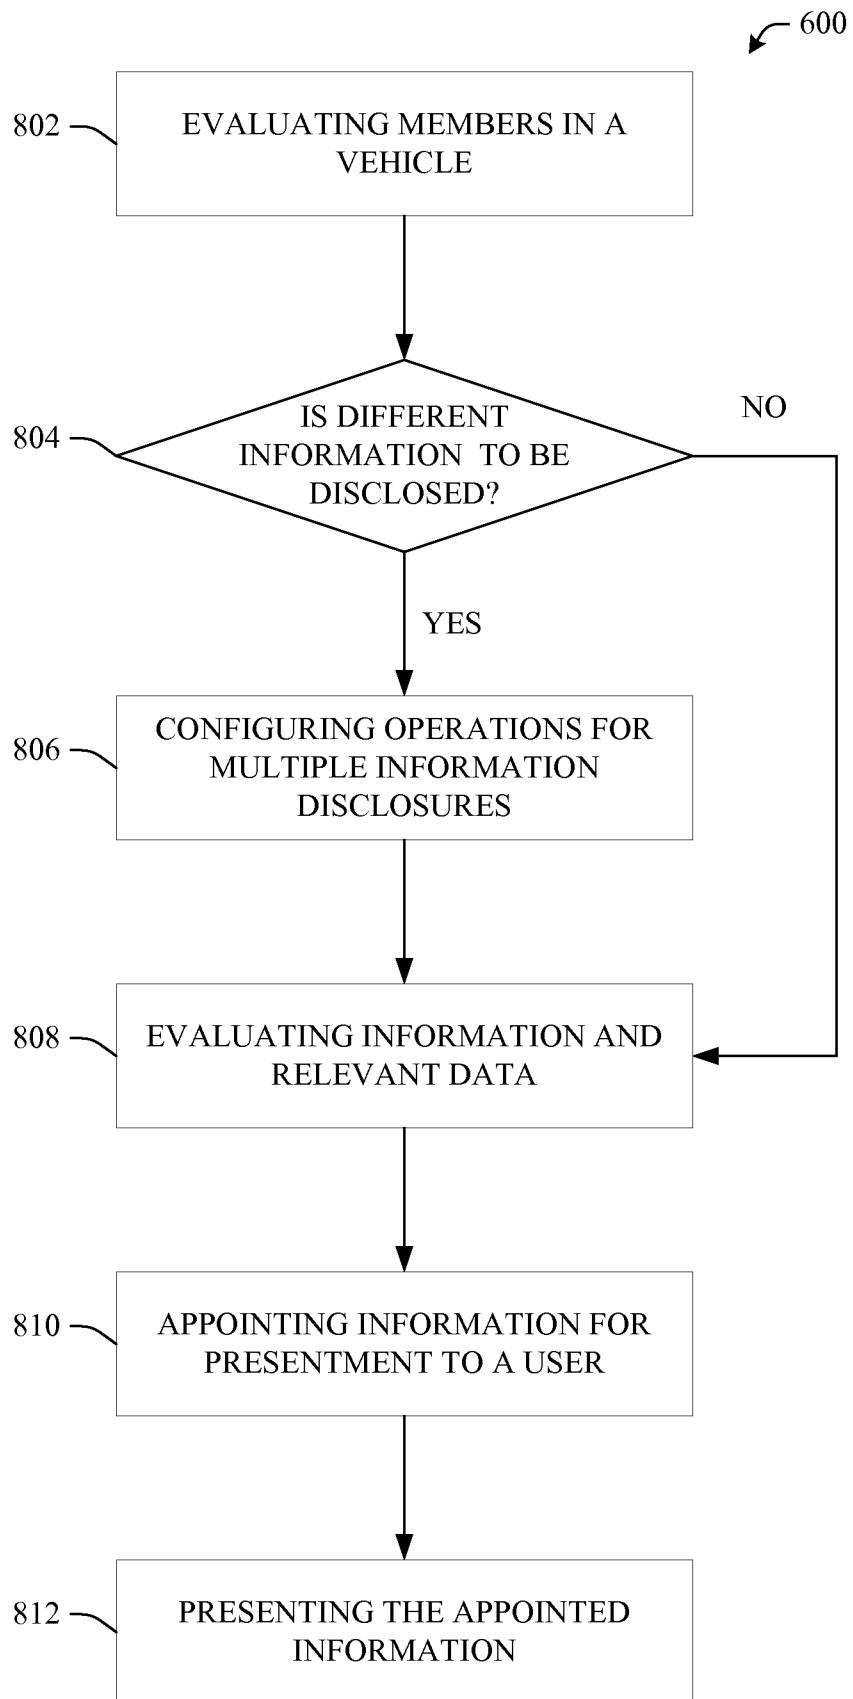 600
802
EVALUATING MEMBERS IN A
VEHICLE
804
IS DIFFERENT
INFORMATION TO BE
DISCLOSED?
NO
YES
806
CONFIGURING OPERATIONS FOR
MULTIPLE INFORMATION
DISCLOSURES
808
EVALUATING INFORMATION AND
RELEVANT DATA
810
APPOINTING INFORMATION FOR
PRESENTMENT TO A USER
812
PRESENTING THE APPOINTED
INFORMATION